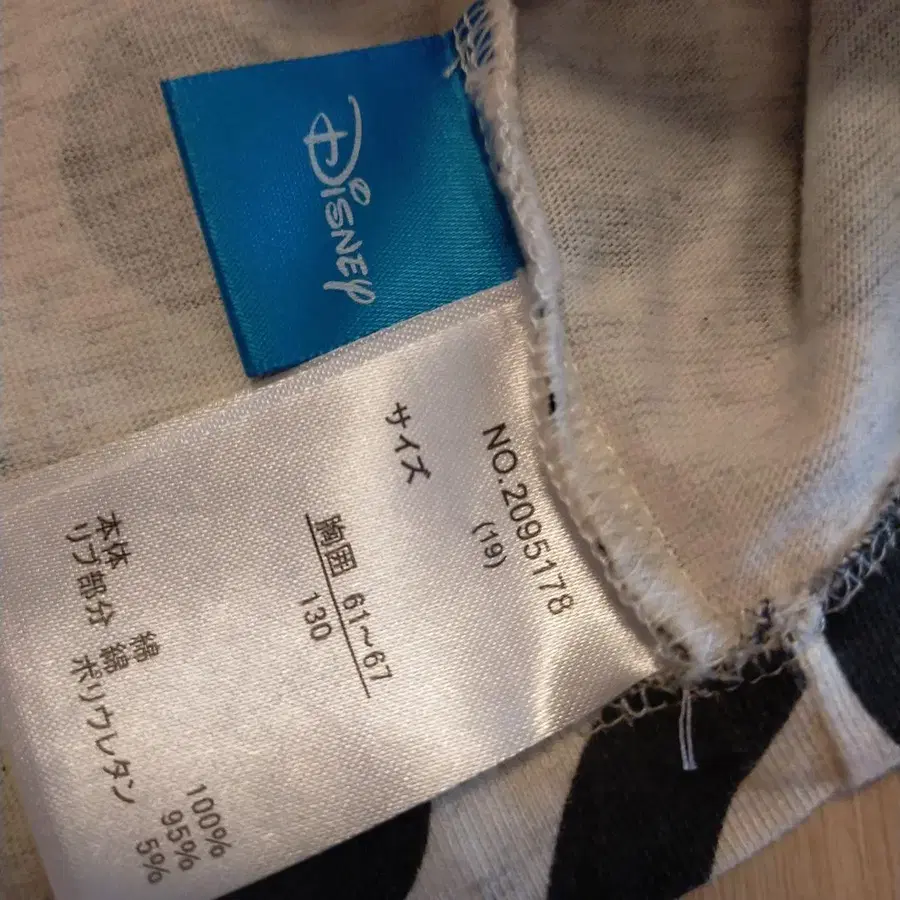 Disney
NO.2095178
(19)
サイズ
胸囲 61～67
130
本体 綿 100%
リブ部分 綿 95%
ポリウレタン 5%